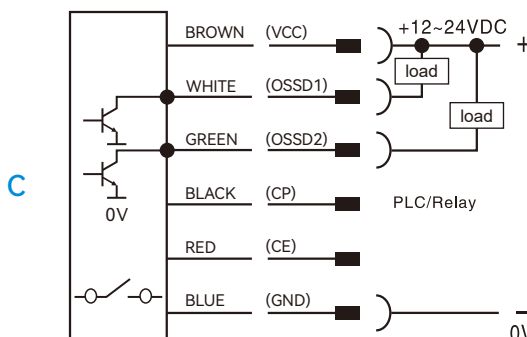 +12~24VDC
BROWN (VCC) +
load
WHITE (OSSD1)
load
GREEN (OSSD2)
C
BLACK (CP) PLC/Relay
0V
RED (CE)
BLUE (GND) −
0V